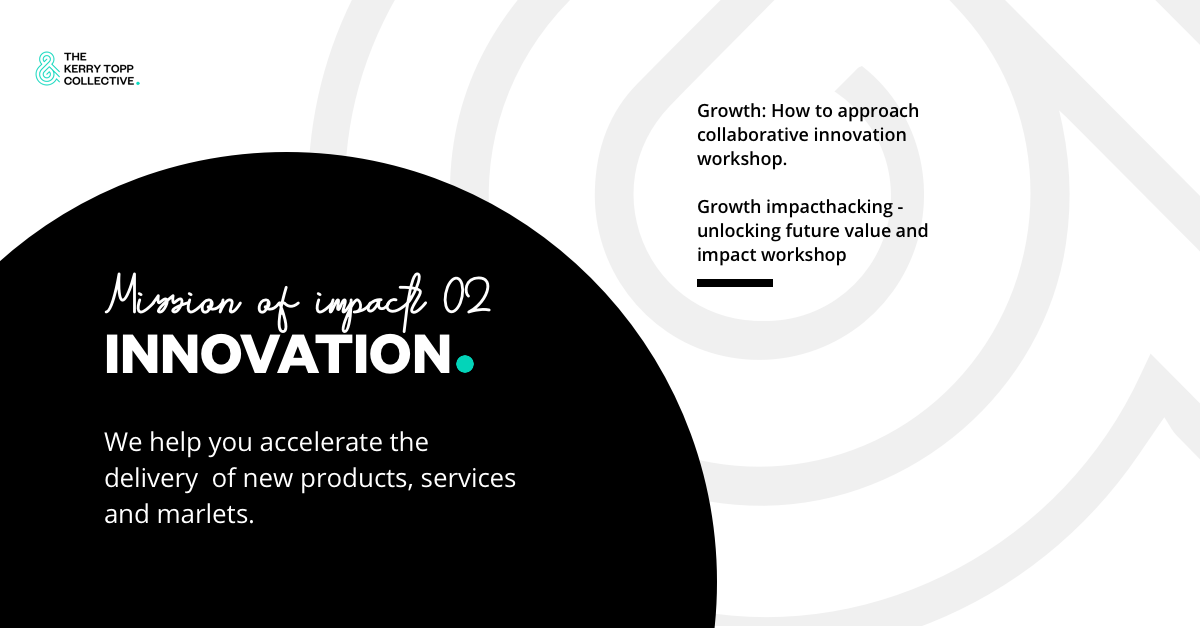 THE
KERRY TOPP
COLLECTIVE.
Growth: How to approach
collaborative innovation
workshop.
Growth impacthacking -
unlocking future value and
impact workshop
Mission of impact 02
INNOVATION.
We help you accelerate the
delivery  of new products, services
and marlets.